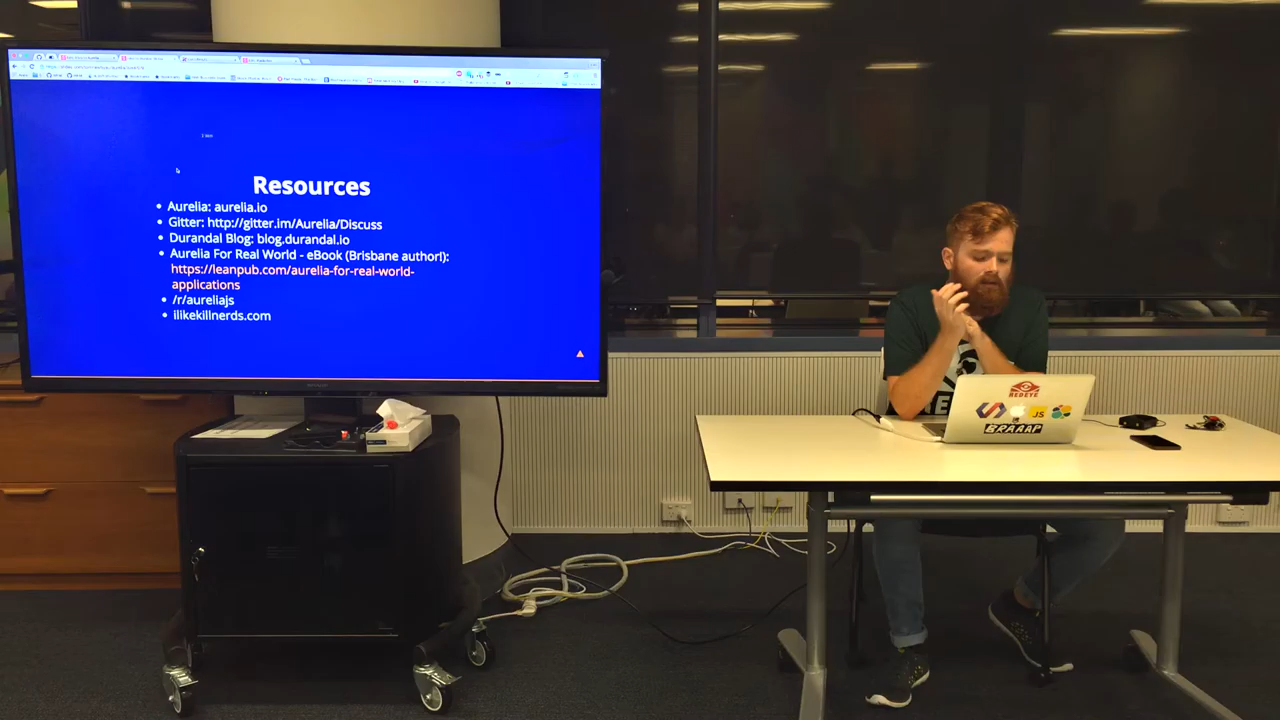 Resources
Aurelia: aurelia.io
Gitter: http://gitter.im/Aurelia/Discuss
Durandal Blog: blog.durandal.io
Aurelia For Real World - eBook (Brisbane author!):
https://leanpub.com/aurelia-for-real-world-
applications
/r/aureliajs
ilikekillnerds.com
REDEYE
JS
BRAAAP